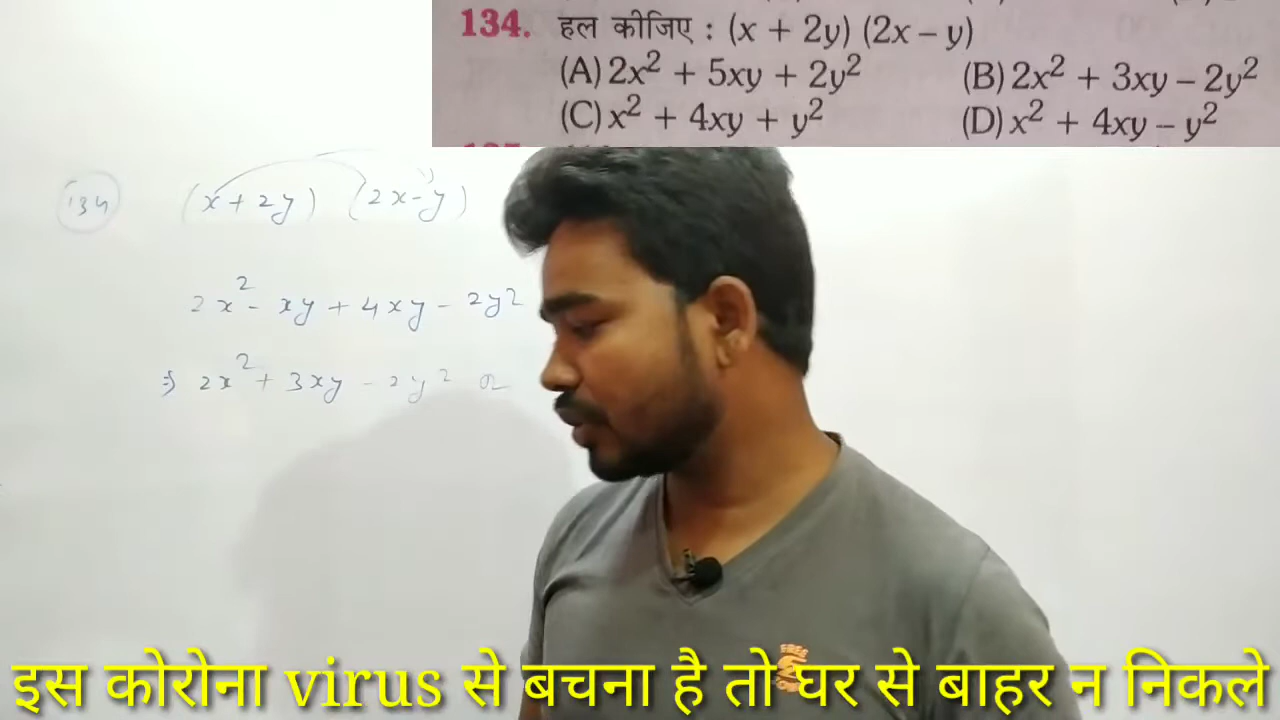 134. हल कीजिए : (x + 2y) (2x – y)
(A) 2x² + 5xy + 2y² (B) 2x² + 3xy – 2y²
(C) x² + 4xy + y² (D) x² + 4xy – y²
134 (x + 2y) (2x - y)
2x² - xy + 4xy - 2y2
⇒ 2x² + 3xy - 2y²
FREE
इस कोरोना virus से बचना है तो घर से बाहर न निकले